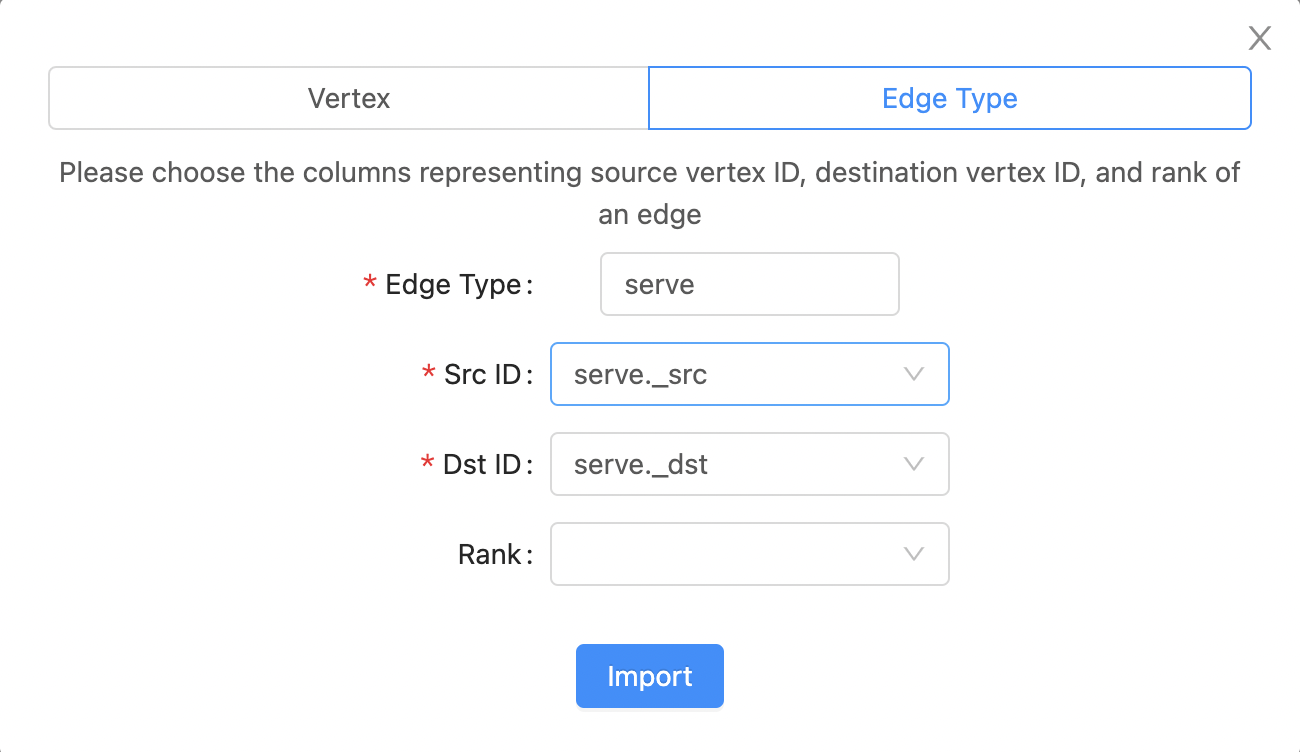 X
Vertex
Edge Type
Please choose the columns representing source vertex ID, destination vertex ID, and rank of
an edge
* Edge Type: serve
* Src ID: serve._src
* Dst ID: serve._dst
Rank:
Import